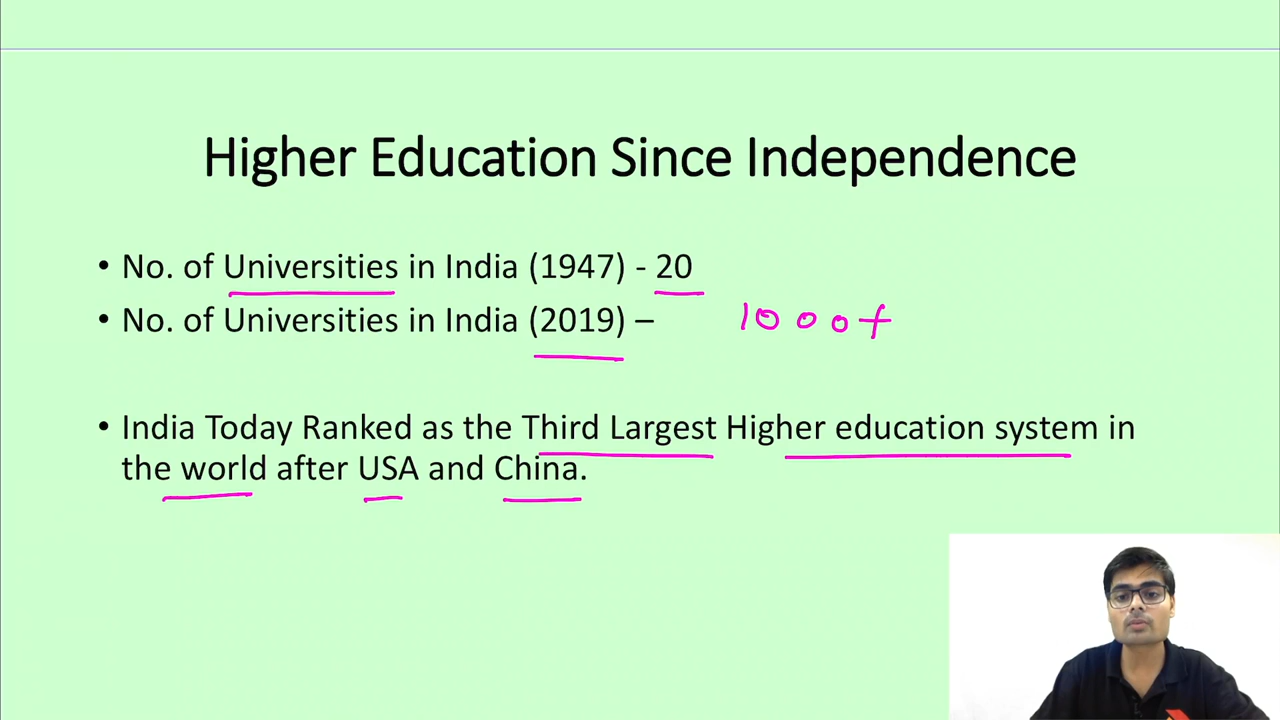 Higher Education Since Independence
• No. of Universities in India (1947) - 20
• No. of Universities in India (2019) – 1000+
• India Today Ranked as the Third Largest Higher education system in
the world after USA and China.